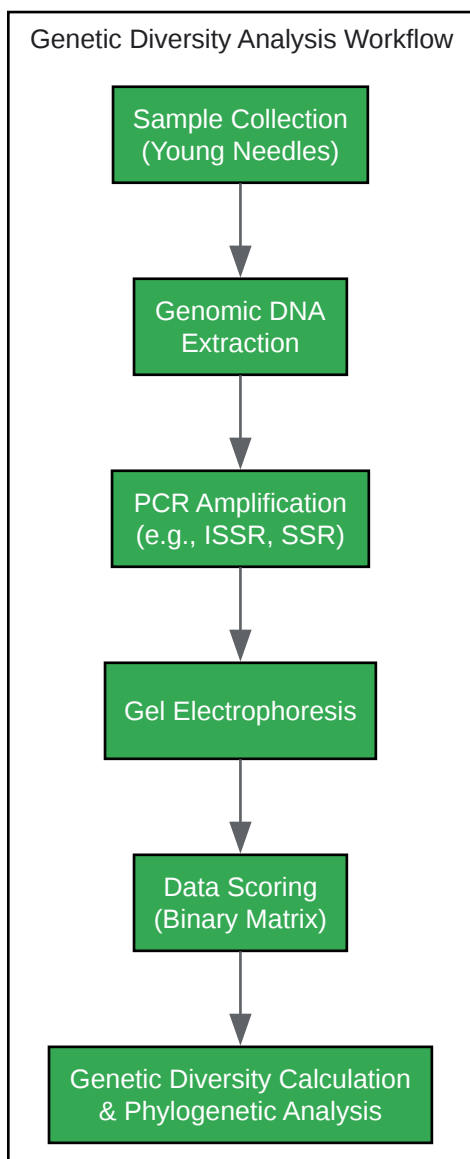 Genetic Diversity Analysis Workflow
Sample Collection
(Young Needles)
Genomic DNA
Extraction
PCR Amplification
(e.g., ISSR, SSR)
Gel Electrophoresis
Data Scoring
(Binary Matrix)
Genetic Diversity Calculation
& Phylogenetic Analysis